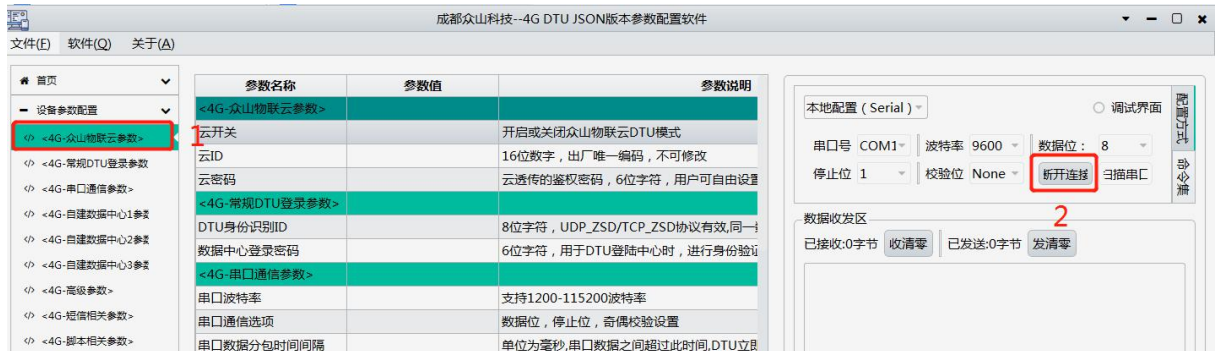 成都众山科技--4G DTU JSON版本参数配置软件
文件(F) 软件(Q) 关于(A)
首页
设备参数配置
<4G-众山物联云参数>
<4G-常规DTU登录参数
<4G-串口通信参数>
<4G-自建数据中心1参数
<4G-自建数据中心2参数
<4G-自建数据中心3参数
<4G-高级参数>
<4G-短信相关参数>
<4G-脚本相关参数>
1
参数名称 参数值 参数说明
<4G-众山物联云参数>
云开关 开启或关闭众山物联云DTU模式
云ID 16位数字，出厂唯一编码，不可修改
云密码 云透传的鉴权密码，6位字符，用户可自由设置
<4G-常规DTU登录参数>
DTU身份识别ID 8位字符，UDP_ZSD/TCP_ZSD协议有效,同一
数据中心登录密码 6位字符，用于DTU登陆中心时，进行身份验证
<4G-串口通信参数>
串口波特率 支持1200-115200波特率
串口通信选项 数据位，停止位，奇偶校验设置
串口数据分包时间间隔 单位为毫秒,串口数据之间超过此时间,DTU立即
本地配置（Serial） 调试界面
串口号 COM1 波特率 9600 数据位： 8
停止位 1 校验位 None 断开连接 扫描串口
2
配置方式
命令集
数据收发区
已接收:0字节 收清零 已发送:0字节 发清零